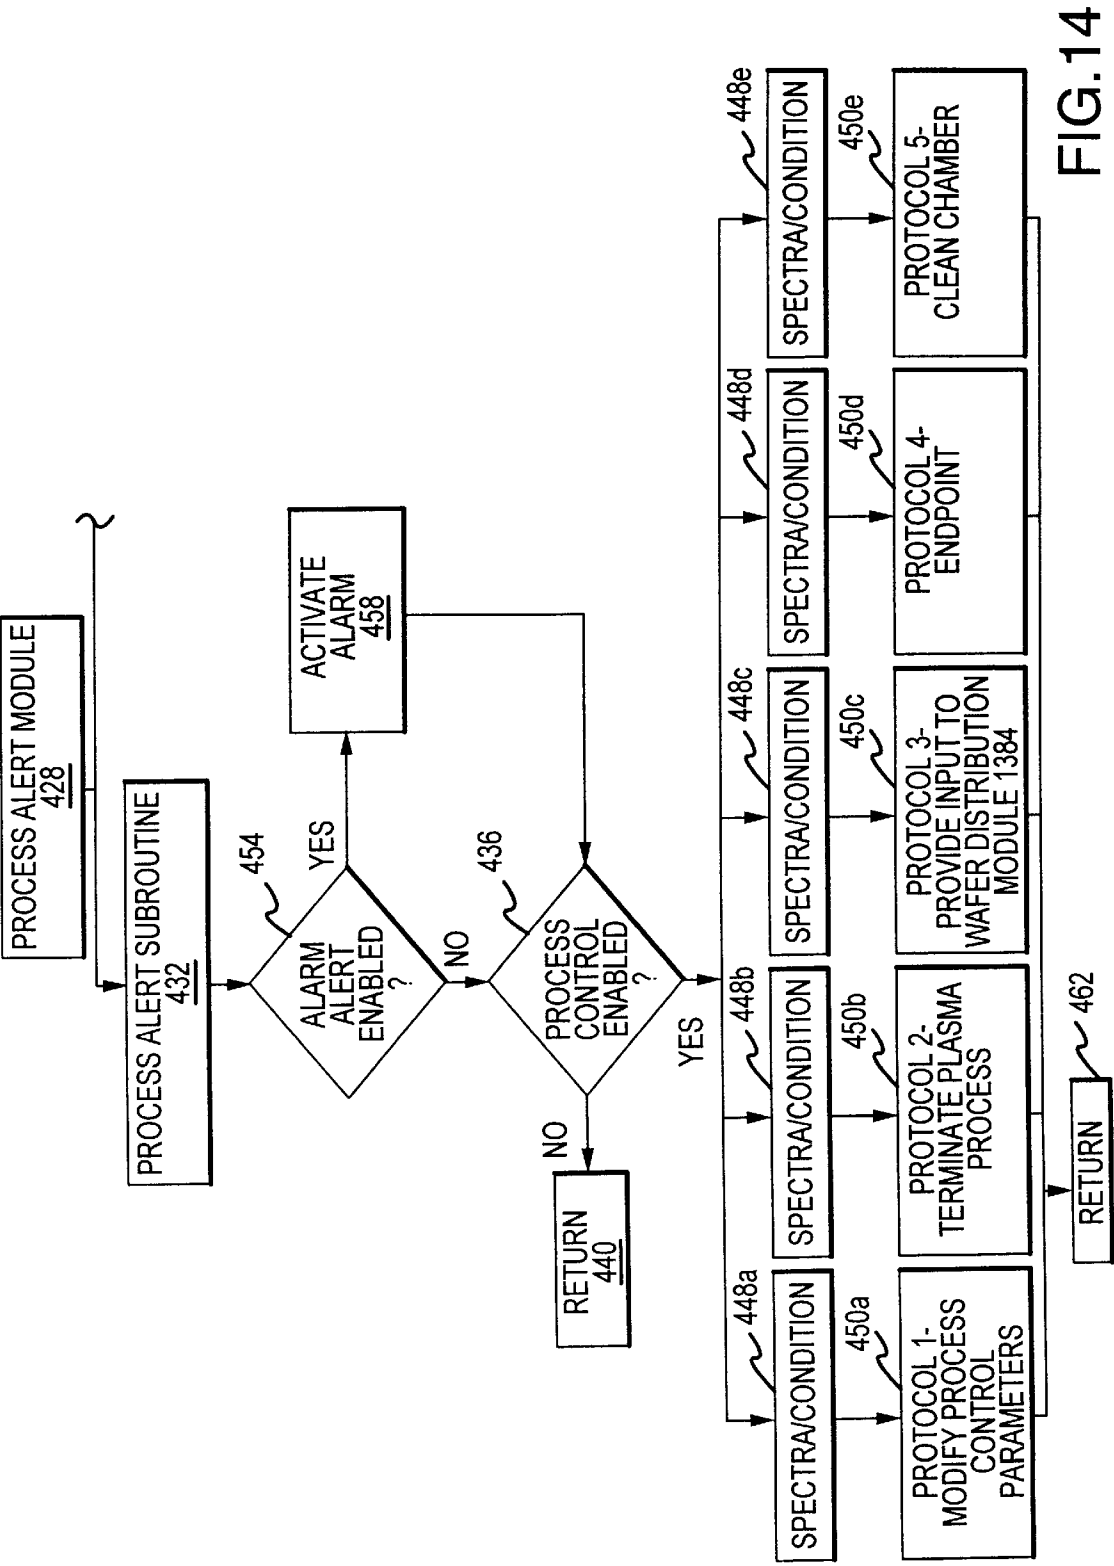 PROCESS ALERT MODULE
428
PROCESS ALERT SUBROUTINE
432
454
ALARM
ALERT
ENABLED
?
YES
ACTIVATE
ALARM
458
NO
436
PROCESS
CONTROL
ENABLED
?
NO
RETURN
440
YES
448a
SPECTRA/CONDITION
448b
SPECTRA/CONDITION
448c
SPECTRA/CONDITION
448d
SPECTRA/CONDITION
448e
SPECTRA/CONDITION
450a
PROTOCOL 1-
MODIFY PROCESS
CONTROL
PARAMETERS
450b
PROTOCOL 2-
TERMINATE PLASMA
PROCESS
450c
PROTOCOL 3-
PROVIDE INPUT TO
WAFER DISTRIBUTION
MODULE 1384
450d
PROTOCOL 4-
ENDPOINT
450e
PROTOCOL 5-
CLEAN CHAMBER
RETURN
462
FIG.14